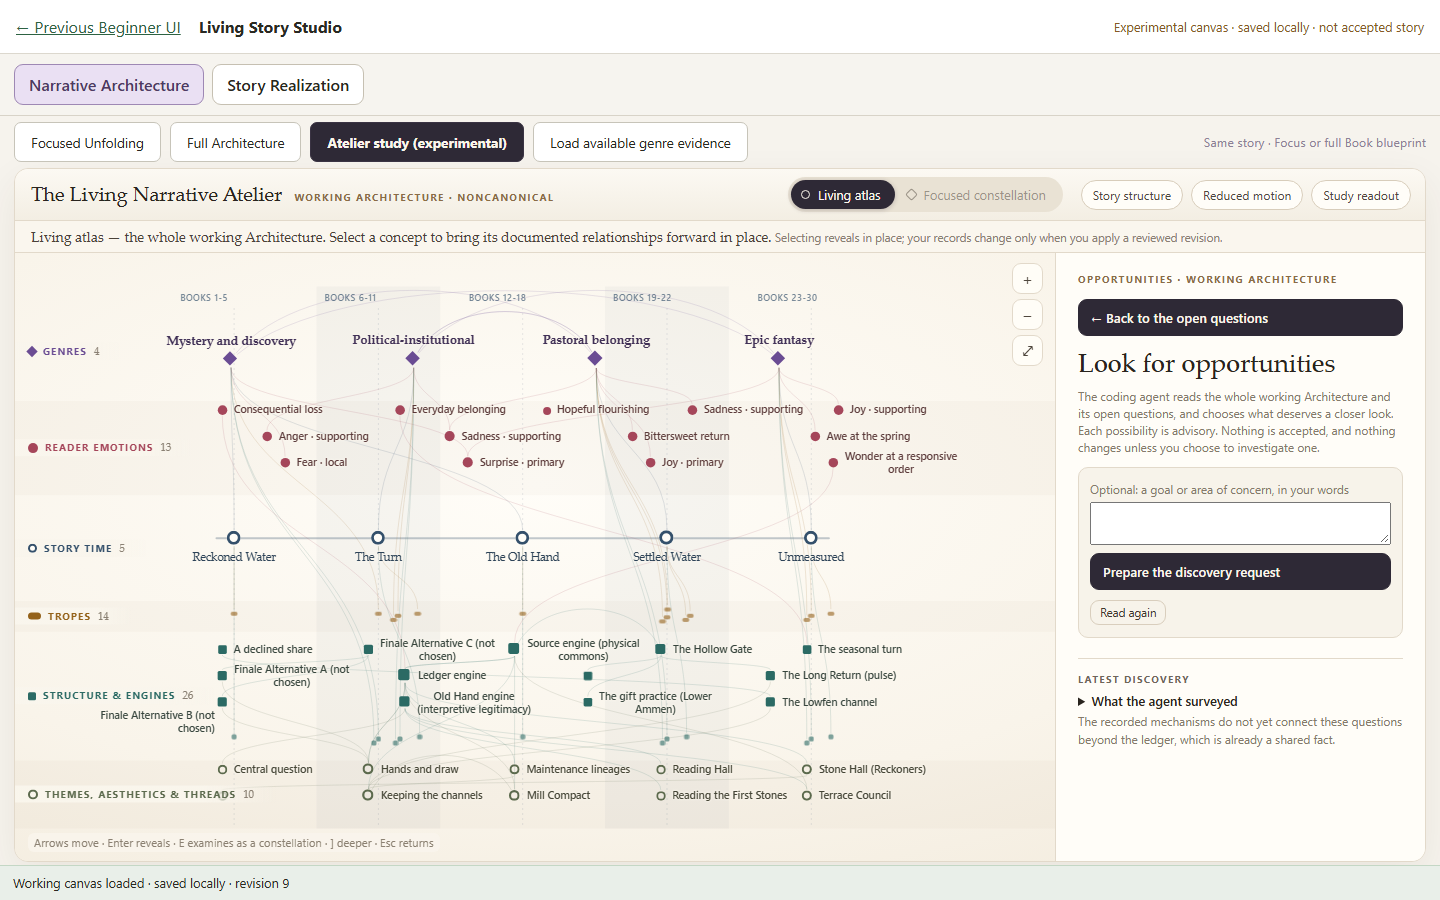 ← Previous Beginner UI
Living Story Studio
Experimental canvas · saved locally · not accepted story
Narrative Architecture
Story Realization
Focused Unfolding
Full Architecture
Atelier study (experimental)
Load available genre evidence
Same story · Focus or full Book blueprint
The Living Narrative Atelier
WORKING ARCHITECTURE · NONCANONICAL
Living atlas
Focused constellation
Story structure
Reduced motion
Study readout
Living atlas — the whole working Architecture. Select a concept to bring its documented relationships forward in place. Selecting reveals in place; your records change only when you apply a reviewed revision.
BOOKS 1-5
BOOKS 6-11
BOOKS 12-18
BOOKS 19-22
BOOKS 23-30
+
−
GENRES 4
Mystery and discovery
Political-institutional
Pastoral belonging
Epic fantasy
READER EMOTIONS 13
Consequential loss
Everyday belonging
Hopeful flourishing
Sadness · supporting
Joy · supporting
Anger · supporting
Sadness · supporting
Bittersweet return
Awe at the spring
Fear · local
Surprise · primary
Joy · primary
Wonder at a responsive
order
STORY TIME 5
Reckoned Water
The Turn
The Old Hand
Settled Water
Unmeasured
TROPES 14
STRUCTURE & ENGINES 26
A declined share
Finale Alternative C (not
chosen)
Source engine (physical
commons)
The Hollow Gate
The seasonal turn
Finale Alternative A (not
chosen)
Ledger engine
The Long Return (pulse)
Finale Alternative B (not
chosen)
Old Hand engine
(interpretive legitimacy)
The gift practice (Lower
Ammen)
The Lowfen channel
THEMES, AESTHETICS & THREADS 10
Central question
Hands and draw
Maintenance lineages
Reading Hall
Stone Hall (Reckoners)
Keeping the channels
Mill Compact
Reading the First Stones
Terrace Council
Arrows move · Enter reveals · E examines as a constellation · ] deeper · Esc returns
OPPORTUNITIES · WORKING ARCHITECTURE
← Back to the open questions
Look for opportunities
The coding agent reads the whole working Architecture and
its open questions, and chooses what deserves a closer look.
Each possibility is advisory. Nothing is accepted, and nothing
changes unless you choose to investigate one.
Optional: a goal or area of concern, in your words
Prepare the discovery request
Read again
LATEST DISCOVERY
What the agent surveyed
The recorded mechanisms do not yet connect these questions
beyond the ledger, which is already a shared fact.
Working canvas loaded · saved locally · revision 9